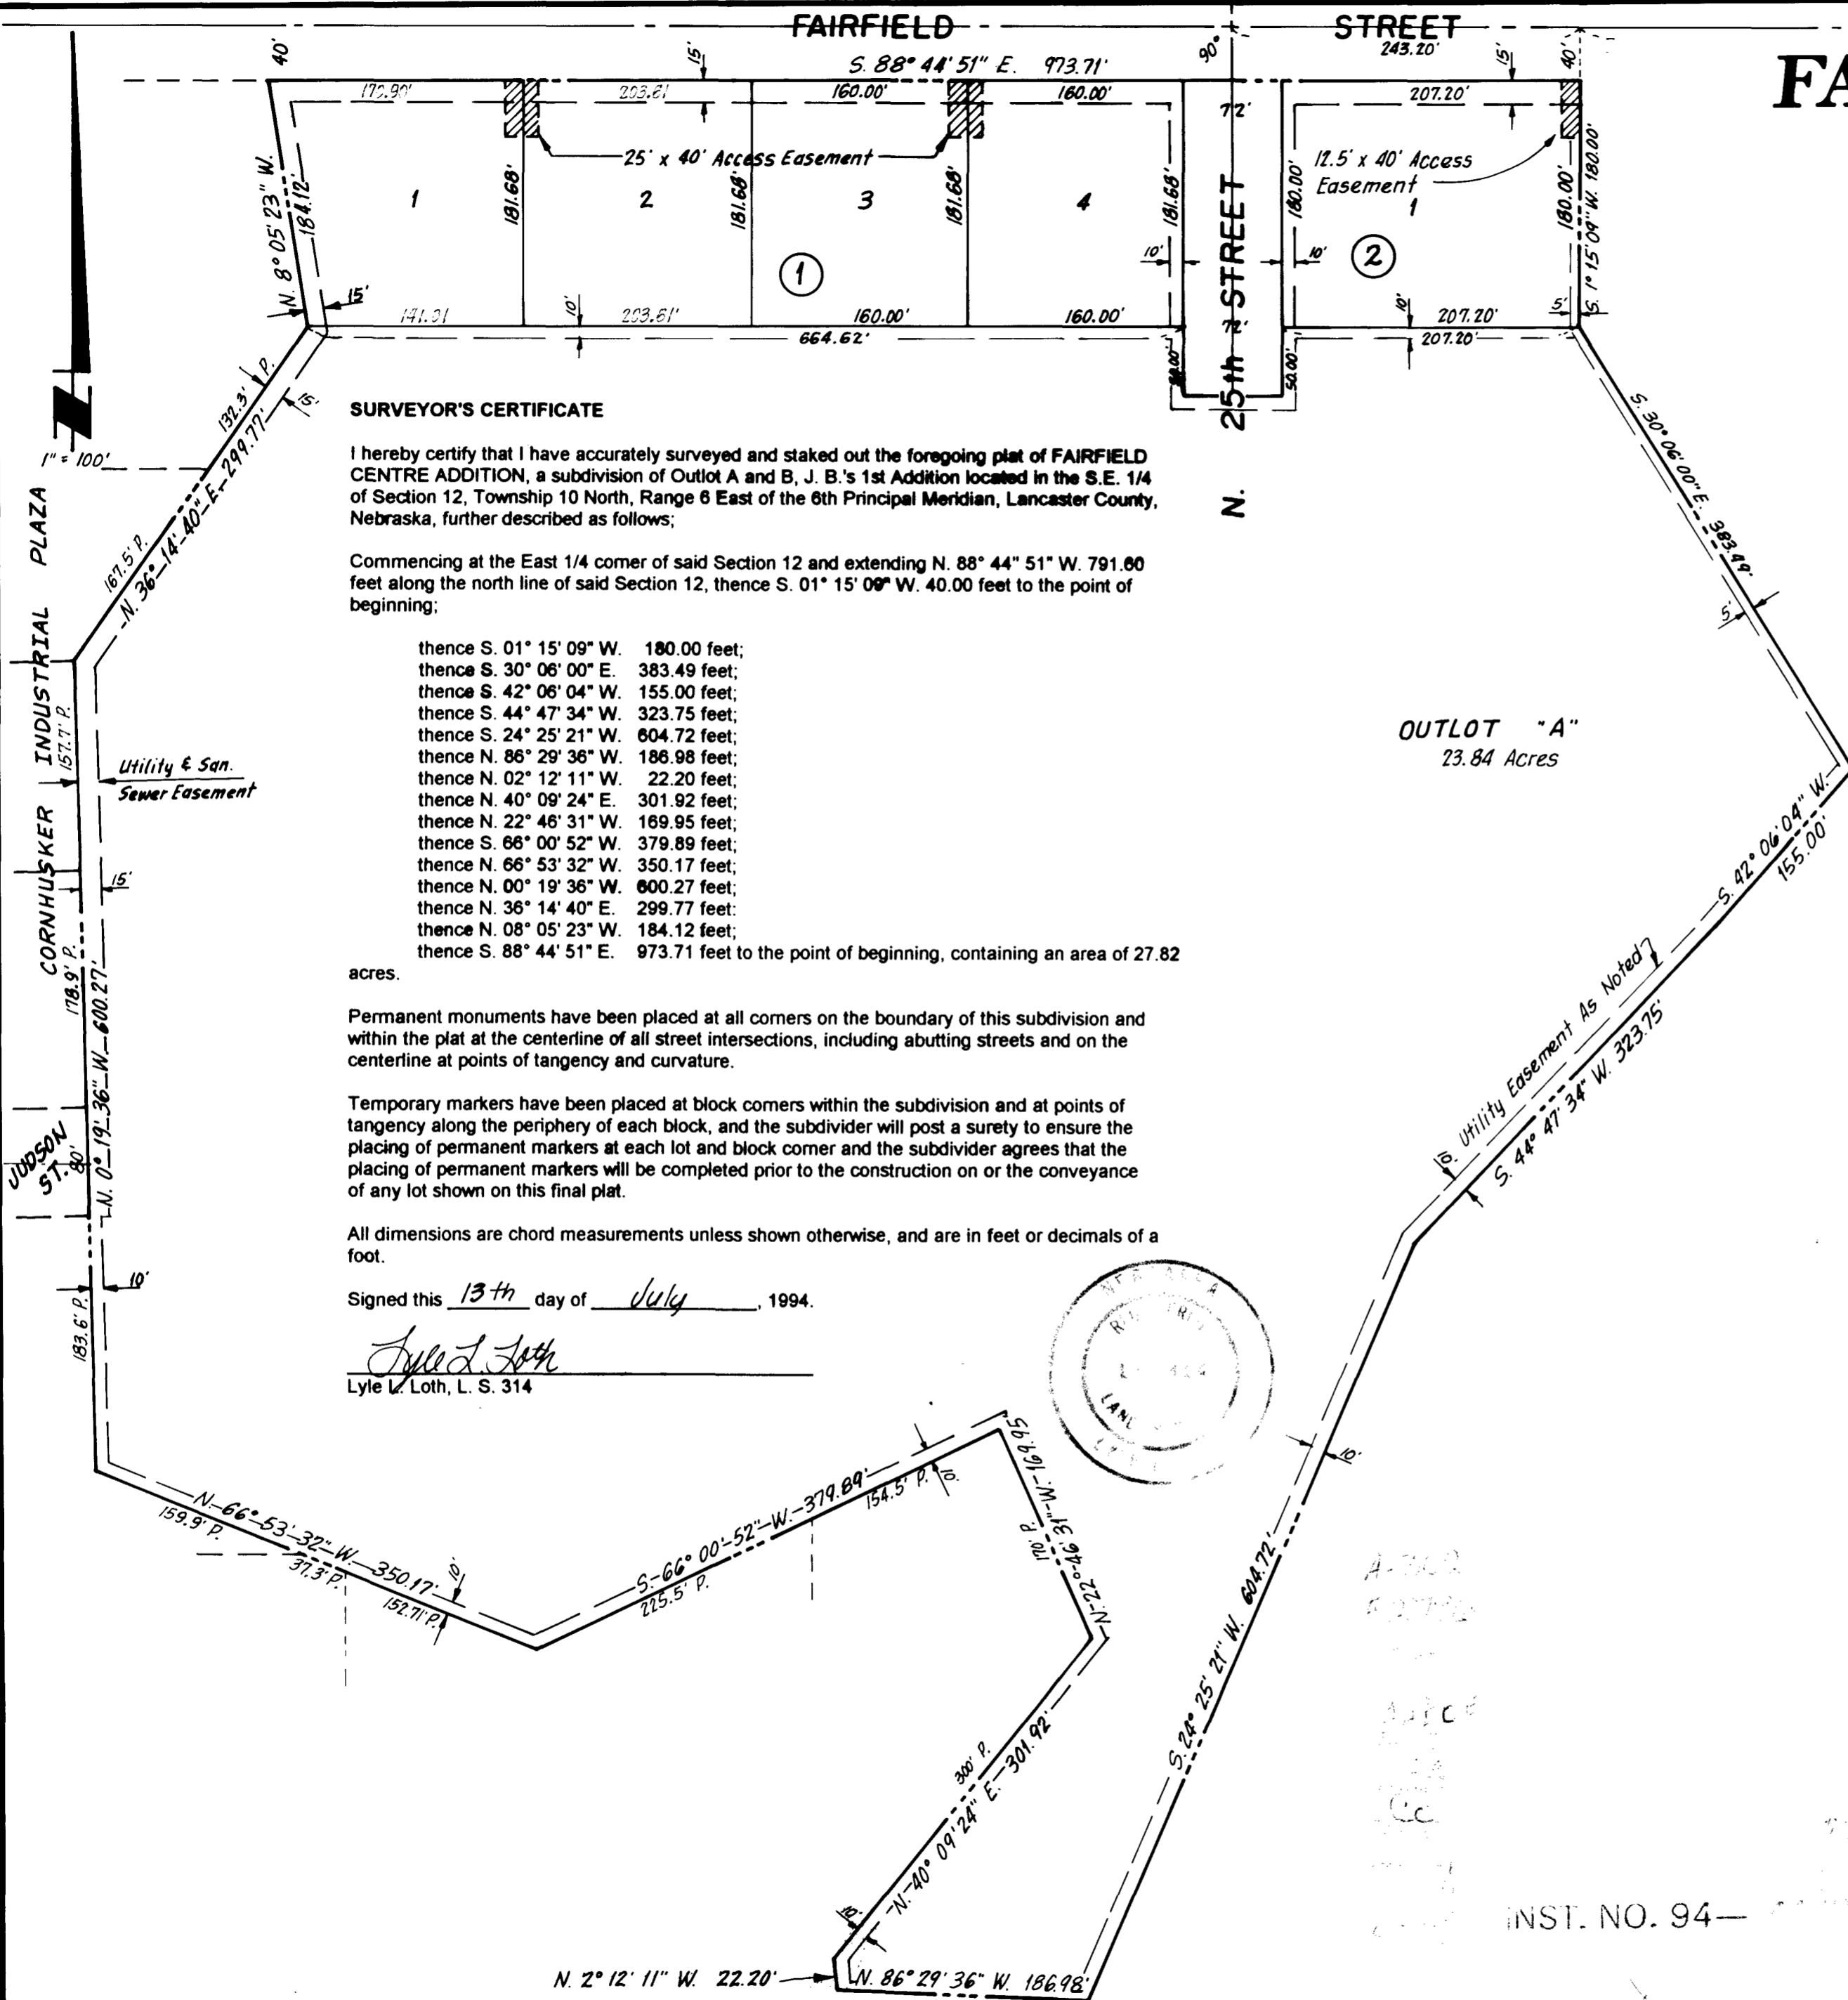 FAIRFIELD STREET
FA
40'
15'
S. 88° 44' 51" E. 973.71'
90°
243.20'
15'
40'
203.61'
160.00'
160.00'
72'
207.20'
25' x 40' Access Easement
12.5' x 40' Access
Easement
N. 8° 05' 23" W.
184.12'
1
181.68'
2
181.68'
3
181.68'
4
181.68'
180.00'
1
180.00'
S. 1° 15' 09" W. 180.00'
1
2
10'
10'
15'
10'
10'
5'
203.61'
160.00'
160.00'
72'
207.20'
664.62'
207.20'
50.00'
N. 25th STREET
1" = 100'
132.3' P.
15'
N. 36° 14' 40" E. 299.77'
167.5' P.
S. 30° 06' 00" E. 383.49'
5'
CORNHUSKER INDUSTRIAL PLAZA
157.7' P.
Utility & San.
Sewer Easement
15'
178.9' P.
N. 0° 19' 36" W. 600.27'
JUDSON
ST.
80'
10'
183.6' P.
SURVEYOR'S CERTIFICATE
I hereby certify that I have accurately surveyed and staked out the foregoing plat of FAIRFIELD
CENTRE ADDITION, a subdivision of Outlot A and B, J. B.'s 1st Addition located in the S.E. 1/4
of Section 12, Township 10 North, Range 6 East of the 6th Principal Meridian, Lancaster County,
Nebraska, further described as follows;
Commencing at the East 1/4 corner of said Section 12 and extending N. 88° 44" 51" W. 791.60
feet along the north line of said Section 12, thence S. 01° 15' 09" W. 40.00 feet to the point of
beginning;
thence S. 01° 15' 09" W. 180.00 feet;
thence S. 30° 06' 00" E. 383.49 feet;
thence S. 42° 06' 04" W. 155.00 feet;
thence S. 44° 47' 34" W. 323.75 feet;
thence S. 24° 25' 21" W. 604.72 feet;
thence N. 86° 29' 36" W. 186.98 feet;
thence N. 02° 12' 11" W. 22.20 feet;
thence N. 40° 09' 24" E. 301.92 feet;
thence N. 22° 46' 31" W. 169.95 feet;
thence S. 66° 00' 52" W. 379.89 feet;
thence N. 66° 53' 32" W. 350.17 feet;
thence N. 00° 19' 36" W. 600.27 feet;
thence N. 36° 14' 40" E. 299.77 feet:
thence N. 08° 05' 23" W. 184.12 feet;
thence S. 88° 44' 51" E. 973.71 feet to the point of beginning, containing an area of 27.82
acres.
Permanent monuments have been placed at all corners on the boundary of this subdivision and
within the plat at the centerline of all street intersections, including abutting streets and on the
centerline at points of tangency and curvature.
Temporary markers have been placed at block corners within the subdivision and at points of
tangency along the periphery of each block, and the subdivider will post a surety to ensure the
placing of permanent markers at each lot and block corner and the subdivider agrees that the
placing of permanent markers will be completed prior to the construction on or the conveyance
of any lot shown on this final plat.
All dimensions are chord measurements unless shown otherwise, and are in feet or decimals of a
foot.
Signed this 13th day of July, 1994.
Lyle L. Loth
Lyle L. Loth, L. S. 314
OUTLOT "A"
23.84 Acres
S. 42° 06' 04" W.
155.00'
Utility Easement As Noted
10'
S. 44° 47' 34" W. 323.75'
10'
S. 24° 25' 21" W. 604.72'
N. 66° 53' 32" W. 350.17'
159.9' P.
37.3' P.
152.71' P.
10'
S. 66° 00' 52" W. 379.89'
225.5' P.
154.5' P.
10'
N. 22° 46' 31" W. 169.95'
170' P.
300' P.
N. 40° 09' 24" E. 301.92'
10'
N. 2° 12' 11" W. 22.20'
N. 86° 29' 36" W. 186.98'
INST. NO. 94—